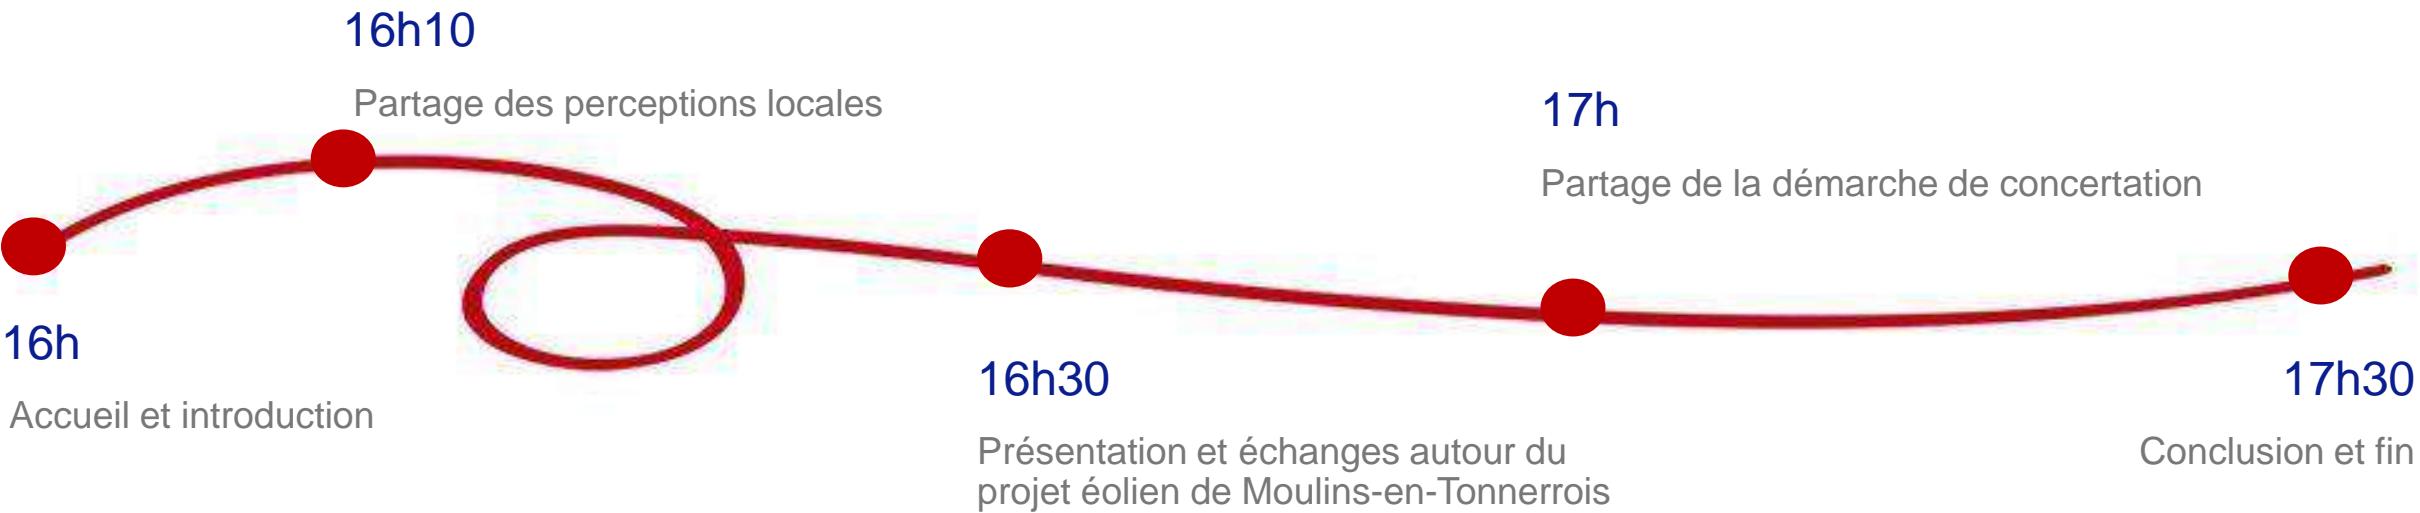 16h
Accueil et introduction
16h10
Partage des perceptions locales
16h30
Présentation et échanges autour du
projet éolien de Moulins-en-Tonnerrois
17h
Partage de la démarche de concertation
17h30
Conclusion et fin